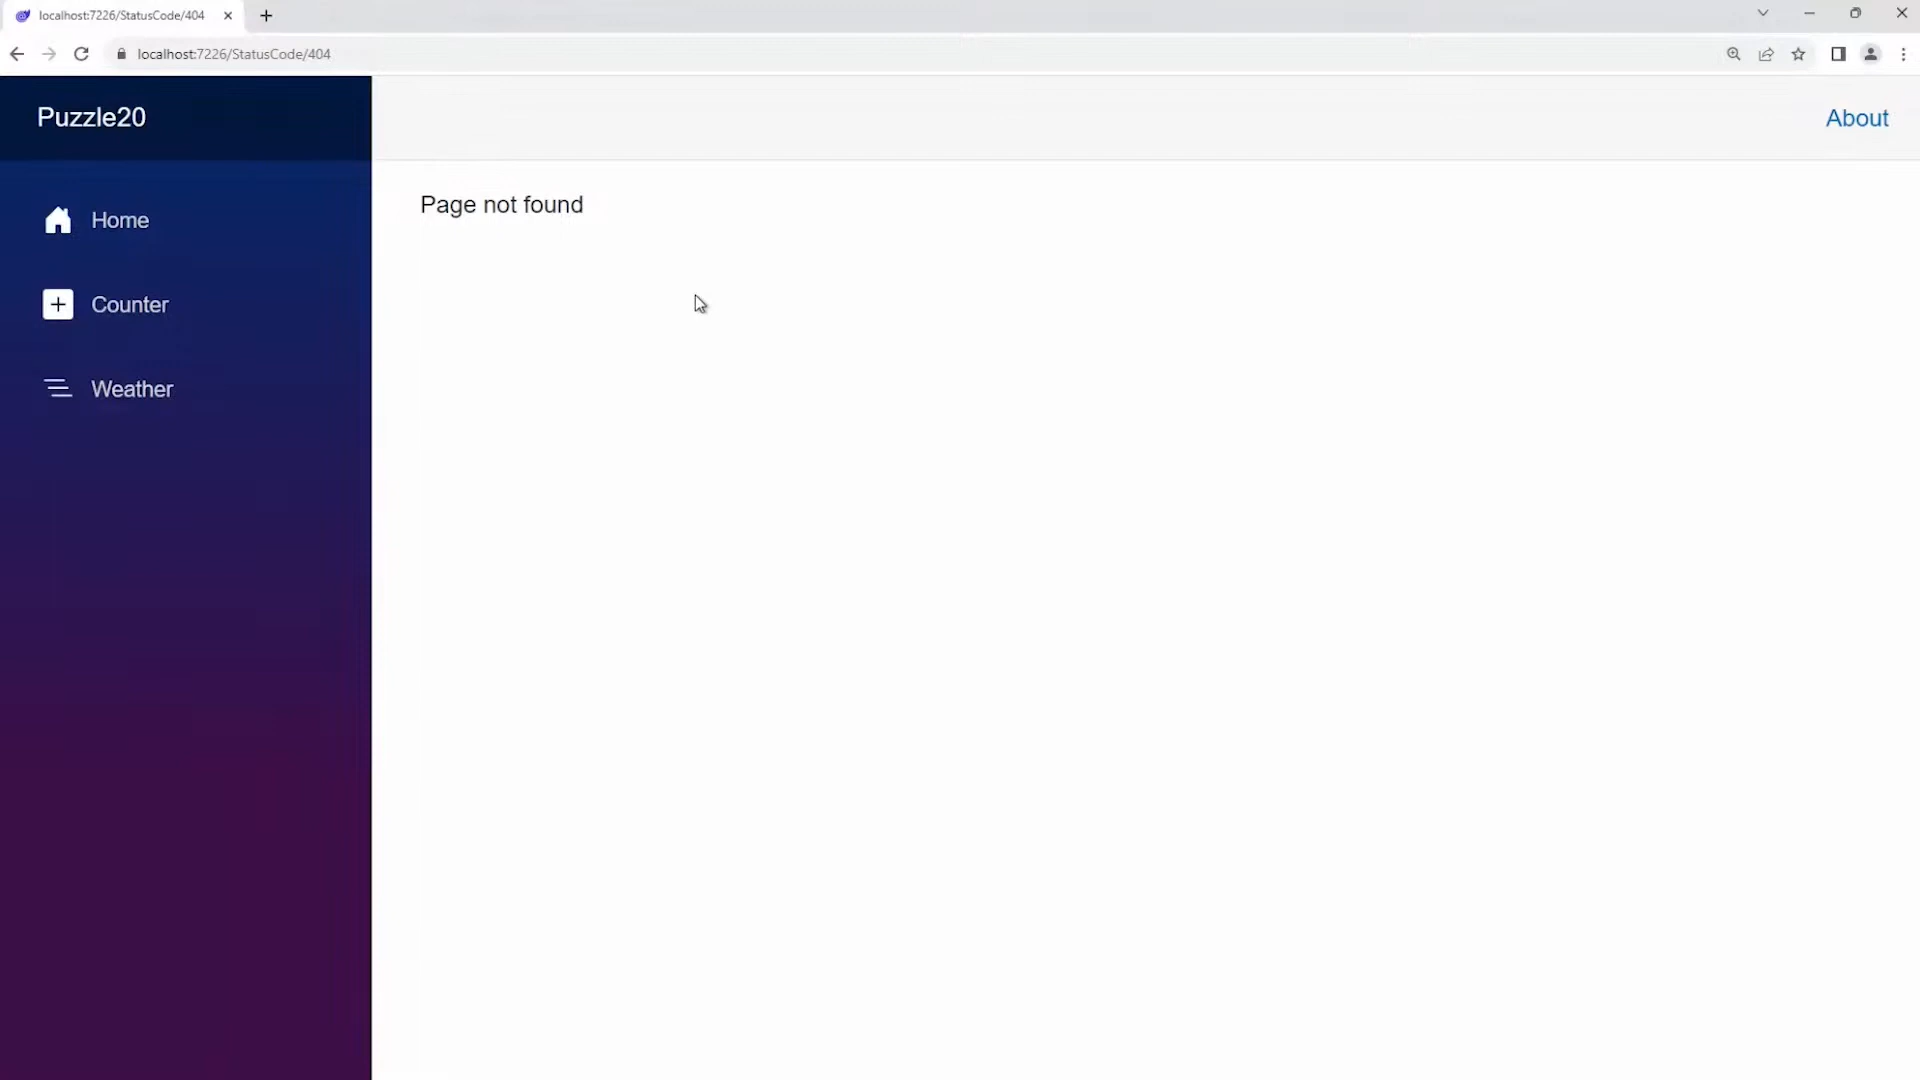 localhost:7226/StatusCode/404
localhost:7226/StatusCode/404
Puzzle20
About
Home
Page not found
Counter
Weather